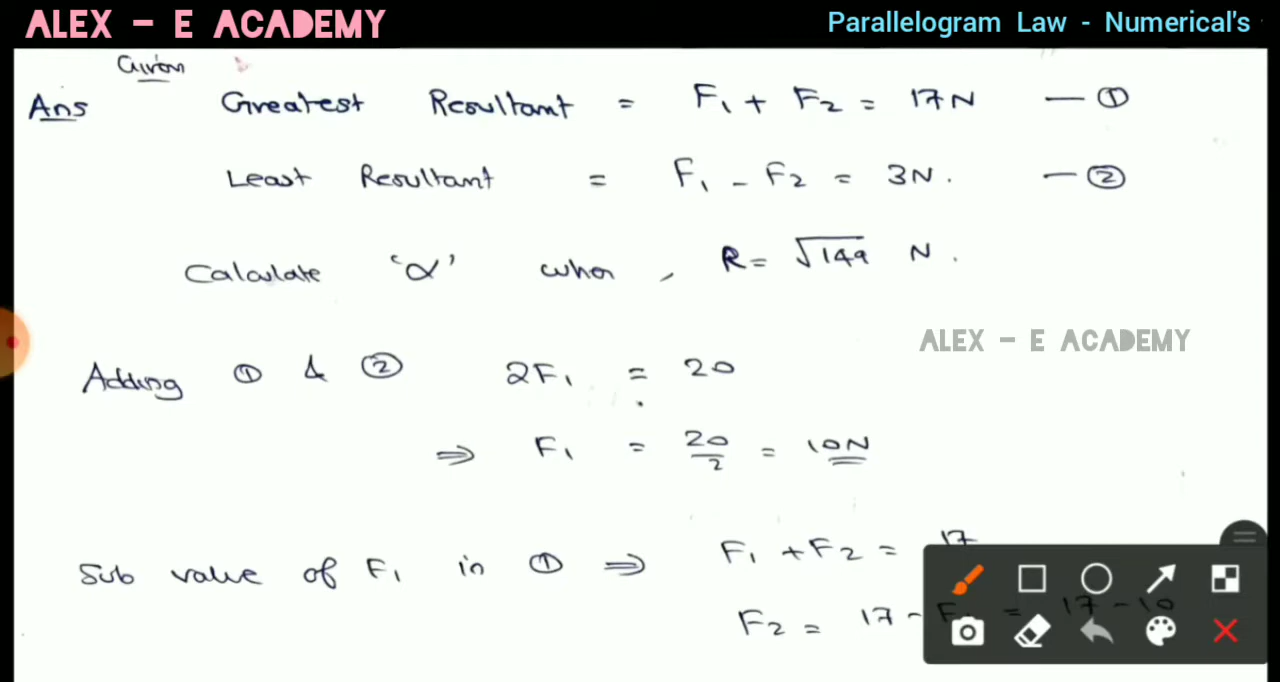 ALEX - E ACADEMY
Parallelogram Law - Numerical's
Given
Ans Greatest Resultant = F₁ + F₂ = 17N — ①
Least Resultant = F₁ - F₂ = 3N. — ②
Calculate 'α' when, R = √149 N.
ALEX - E ACADEMY
Adding ① & ② 2F₁ = 20
⇒ F₁ = 20/2 = 10N
Sub value of F₁ in ① ⇒ F₁ + F₂ = 17
F₂ = 17 - F₁ = 17 - 10